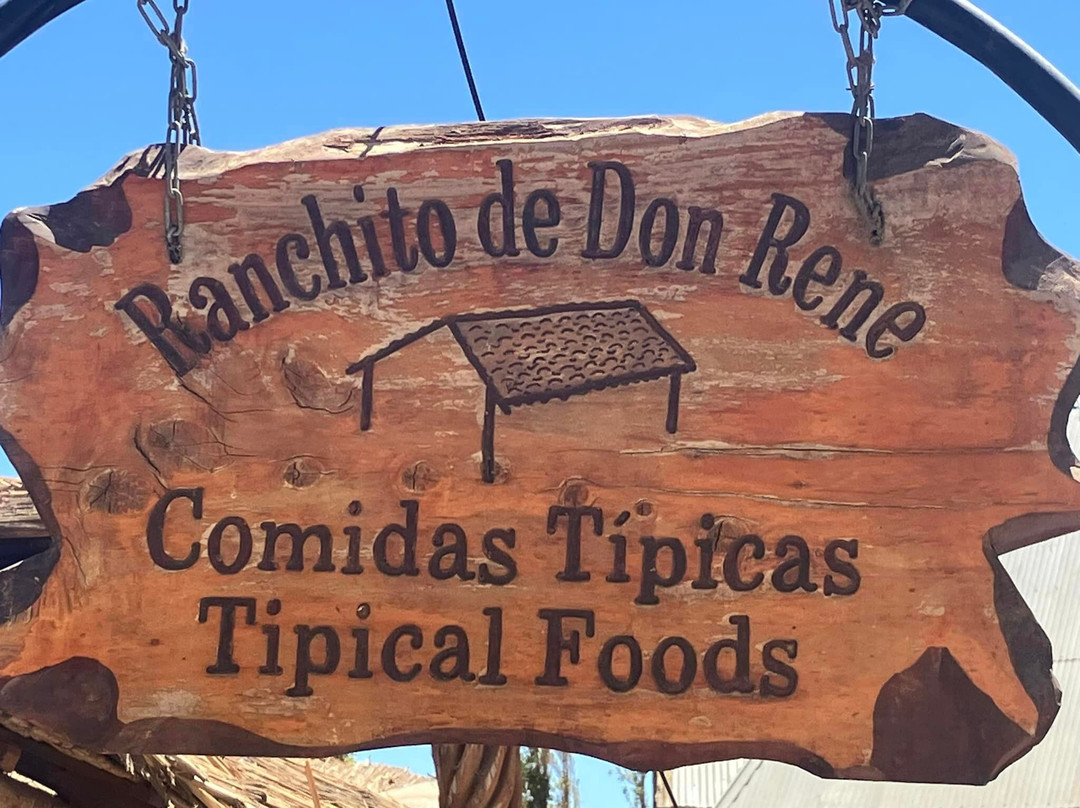 Ranchito de Don Rene
Comidas Típicas
Tipical Foods